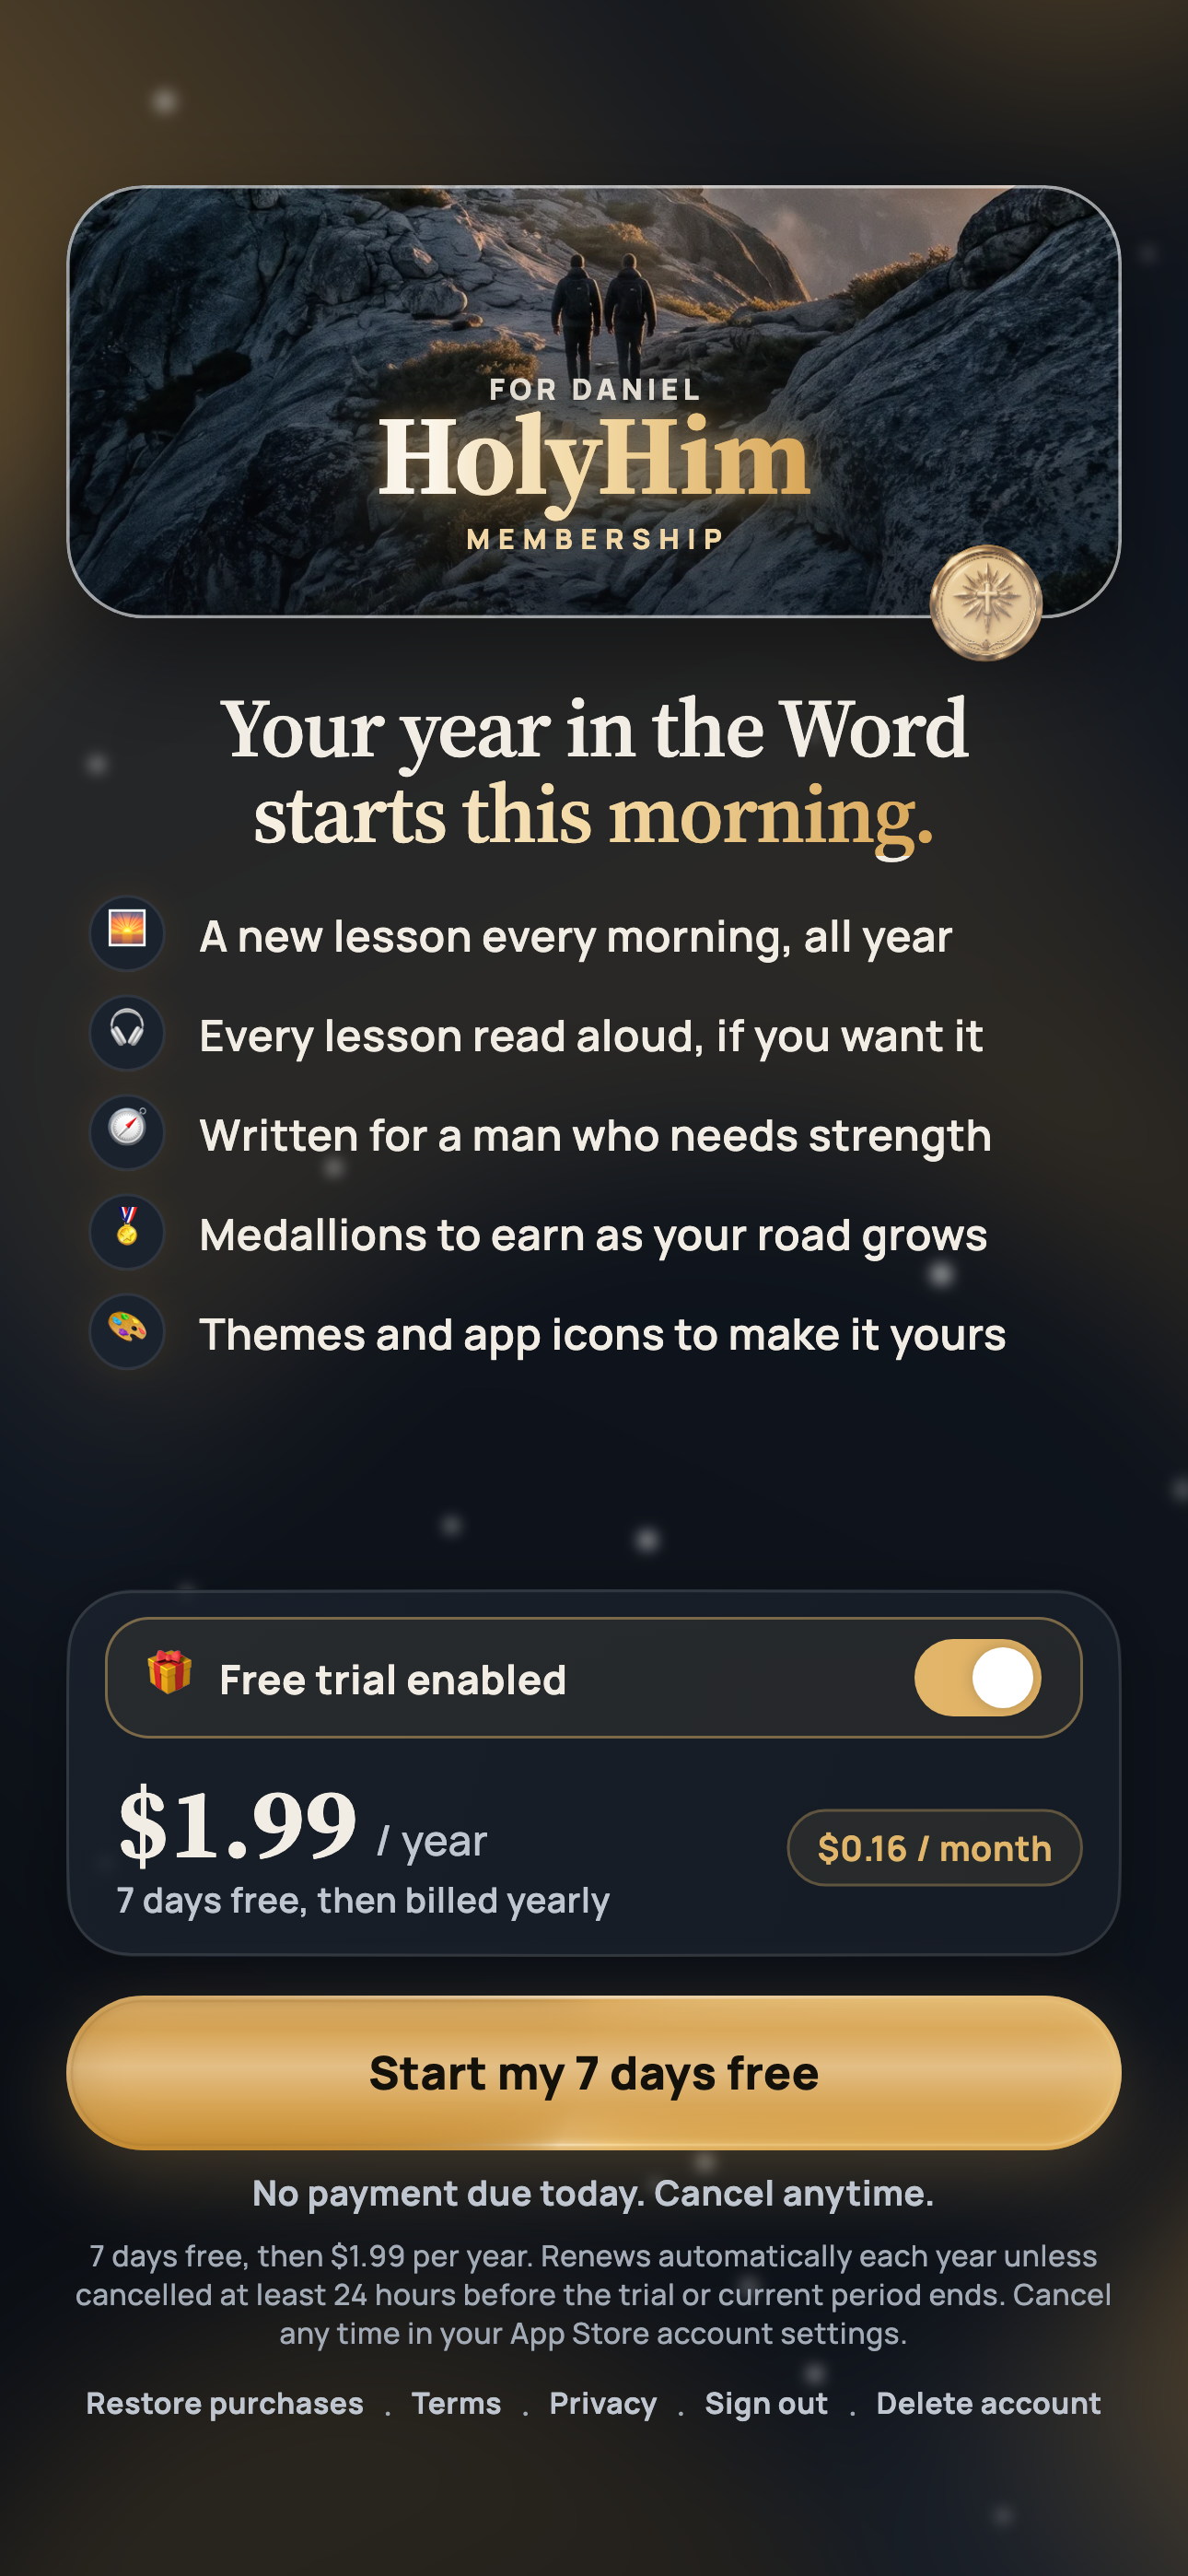 FOR DANIEL
HolyHim
MEMBERSHIP
Your year in the Word
starts this morning.
A new lesson every morning, all year
Every lesson read aloud, if you want it
Written for a man who needs strength
Medallions to earn as your road grows
Themes and app icons to make it yours
Free trial enabled
$1.99 / year
$0.16 / month
7 days free, then billed yearly
Start my 7 days free
No payment due today. Cancel anytime.
7 days free, then $1.99 per year. Renews automatically each year unless
cancelled at least 24 hours before the trial or current period ends. Cancel
any time in your App Store account settings.
Restore purchases . Terms . Privacy . Sign out . Delete account